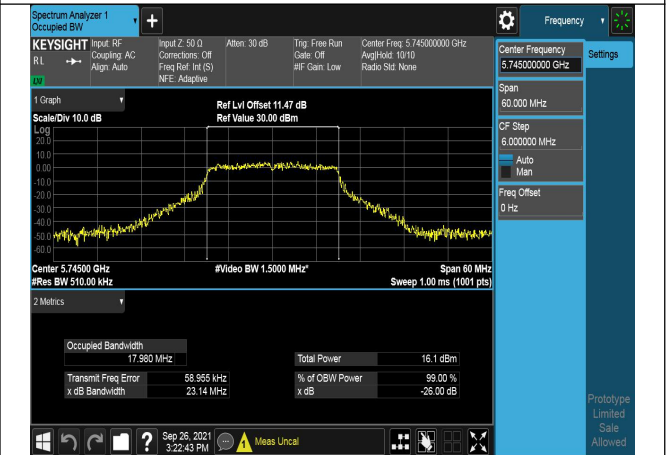 Spectrum Analyzer 1
Occupied BW
+
Frequency
KEYSIGHT
R L
Input: RF
Coupling: AC
Align: Auto
Input Z: 50 Ω
Corrections: Off
Freq Ref: Int (S)
NFE: Adaptive
Atten: 30 dB
Trig: Free Run
Gate: Off
#IF Gain: Low
Center Freq: 5.745000000 GHz
Avg|Hold: 10/10
Radio Std: None
LXI
Center Frequency
5.745000000 GHz
Settings
Span
60.000 MHz
CF Step
6.000000 MHz
Auto
Man
Freq Offset
0 Hz
1 Graph
Scale/Div 10.0 dB
Ref Lvl Offset 11.47 dB
Ref Value 30.00 dBm
Log
20.0
10.0
0.00
-10.0
-20.0
-30.0
-40.0
-50.0
-60.0
Center 5.74500 GHz
#Res BW 510.00 kHz
#Video BW 1.5000 MHz*
Span 60 MHz
Sweep 1.00 ms (1001 pts)
2 Metrics
Occupied Bandwidth
17.980 MHz
Total Power 16.1 dBm
Transmit Freq Error 58.955 kHz
% of OBW Power 99.00 %
x dB Bandwidth 23.14 MHz
x dB -26.00 dB
Prototype
Limited
Sale
Allowed
?
Sep 26, 2021
3:22:43 PM
Meas Uncal